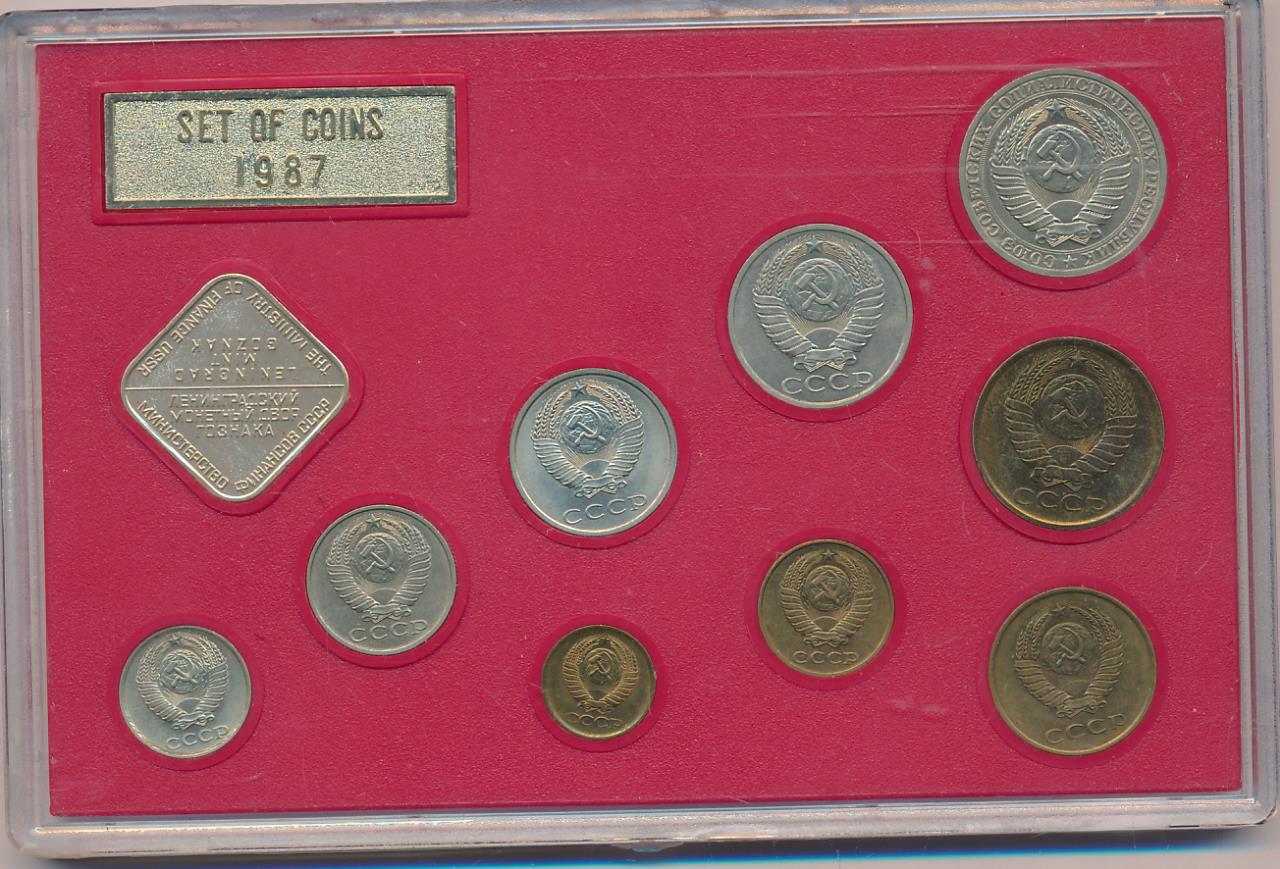 SET OF COINS
1987
СОЮЗ СОВЕТСКИХ СОЦИАЛИСТИЧЕСКИХ РЕСПУБЛИК
СССР
THE MINISTRY OF FINANCE USSR
LENINGRAD
MINT
GOZNAK
ЛЕНИНГРАДСКИЙ
МОНЕТНЫЙ ДВОР
ГОЗНАКА
МИНИСТЕРСТВО ФИНАНСОВ СССР
СССР
СССР
СССР
СССР
СССР
СССР
СССР